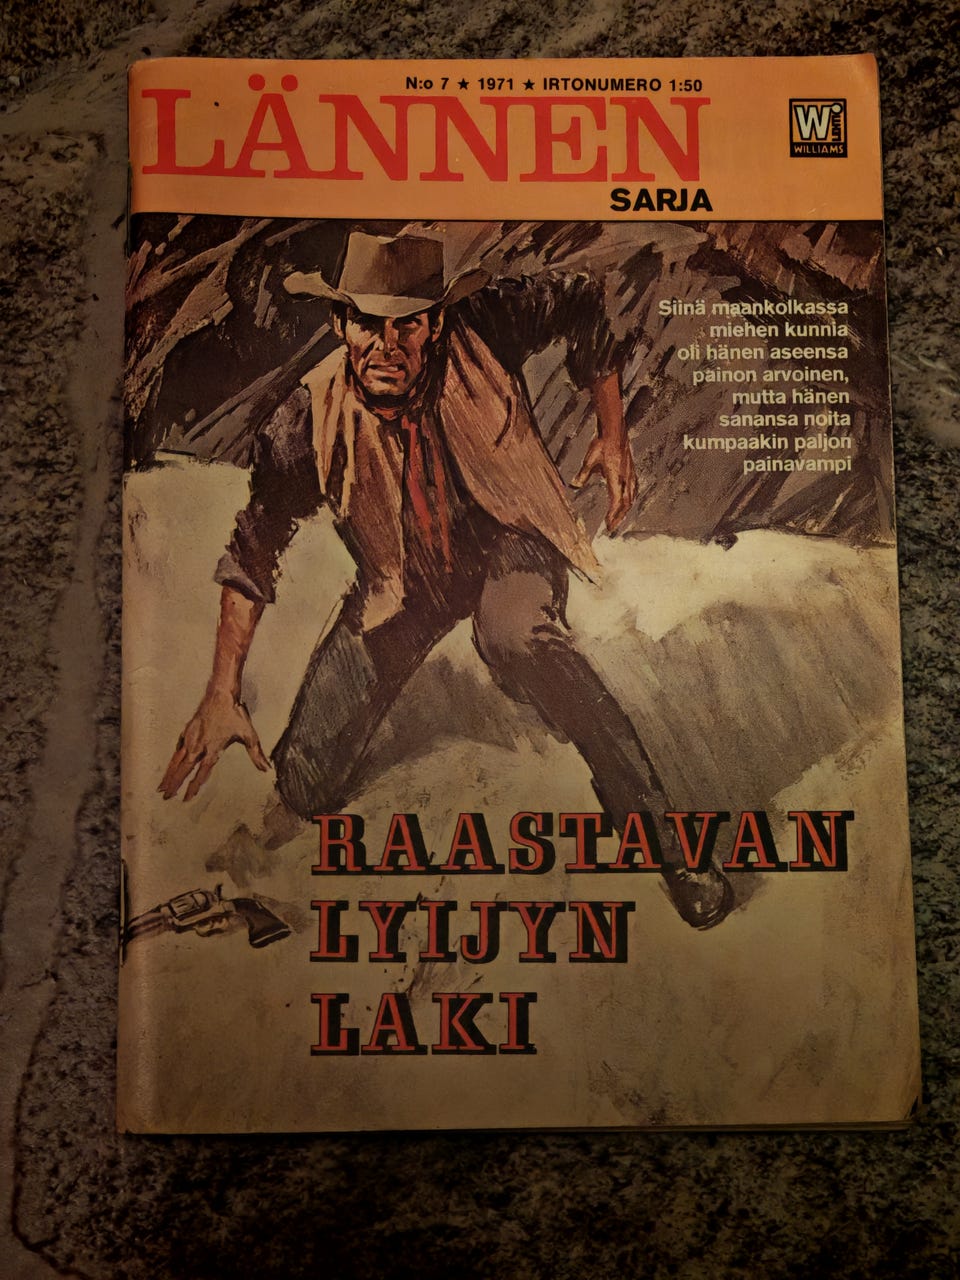 N:o 7 ★ 1971 ★ IRTONUMERO 1:50
LÄNNEN
SARJA
W
WILLIAMS
Siinä maankolkassa
miehen kunnia
oli hänen aseensa
painon arvoinen,
mutta hänen
sanansa noita
kumpaakin paljon
painavampi
RAASTAVAN
LYIJYN
LAKI